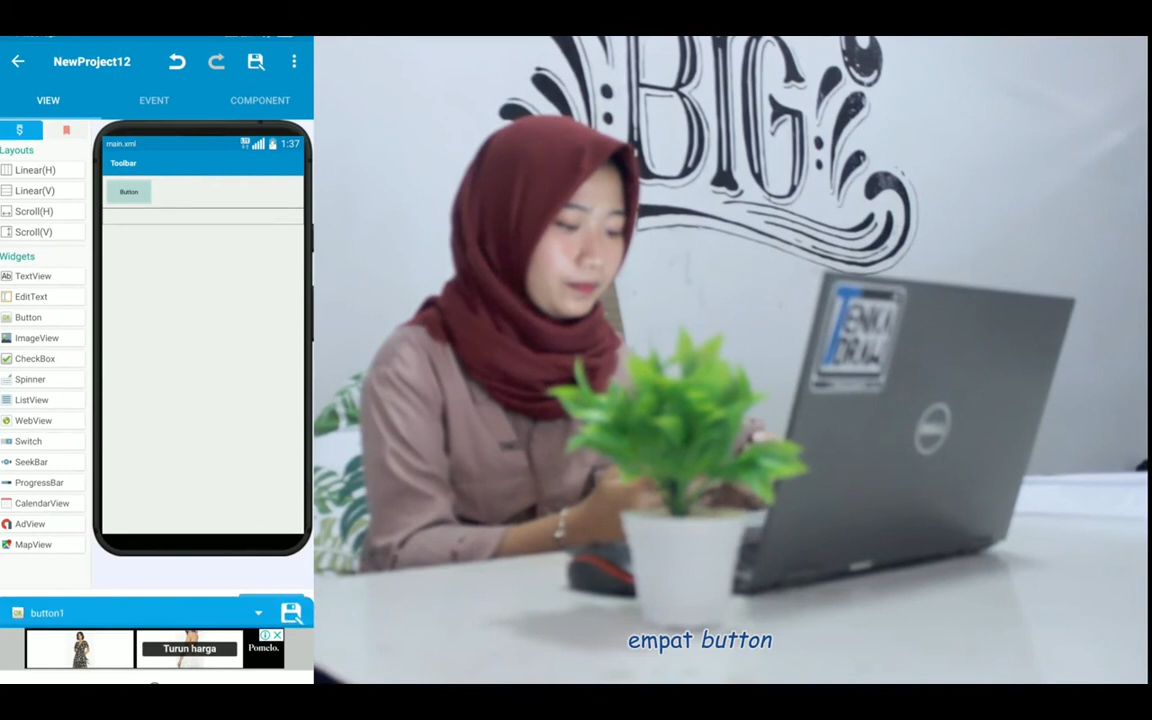 NewProject12
VIEW
EVENT
COMPONENT
Layouts
Linear(H)
Linear(V)
Scroll(H)
Scroll(V)
Widgets
TextView
EditText
Button
ImageView
CheckBox
Spinner
ListView
WebView
Switch
SeekBar
ProgressBar
CalendarView
AdView
MapView
main.xml
1:37
Toolbar
Button
button1
Turun harga
Pomelo.
BIG
DELL
empat button